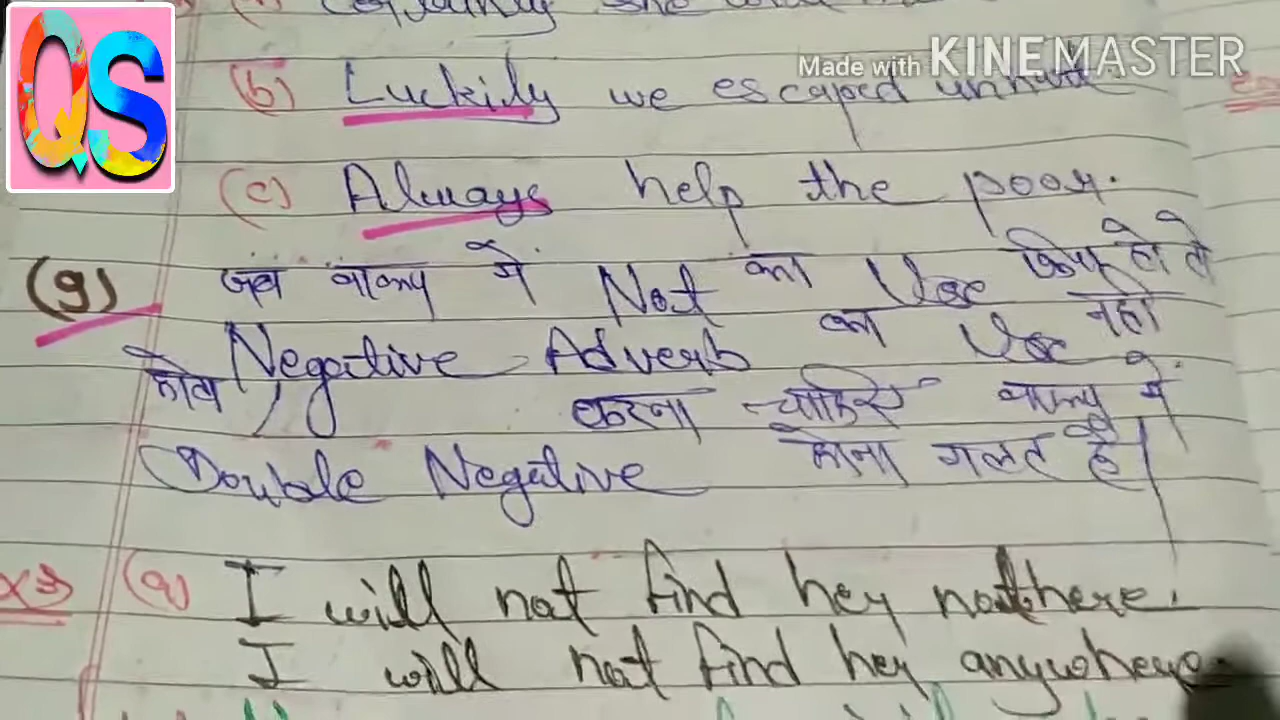 QS
Made with KINEMASTER
(b) Luckily we escaped unhurt.
(c) Always help the poor.
(g) जब वाक्य में Not का Use किया हो तो
Negative Adverb का Use नहीं
करना चाहिये वाक्य में
Double Negative होना गलत है।
(a) I will not find her nowhere.
I will not find her anywhere.